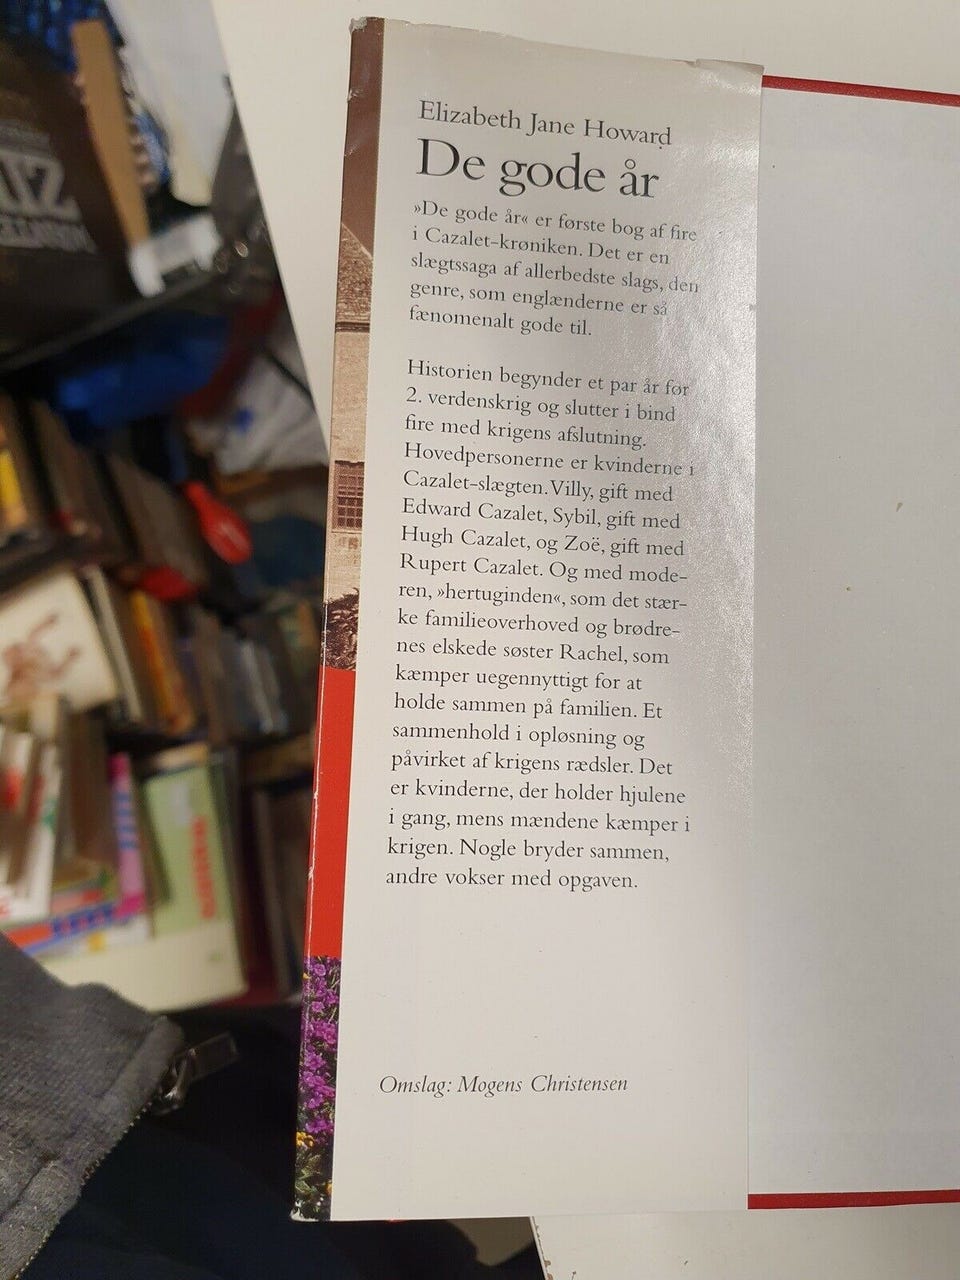 Elizabeth Jane Howard
De gode år
»De gode år« er første bog af fire
i Cazalet-krøniken. Det er en
slægtssaga af allerbedste slags, den
genre, som englænderne er så
fænomenalt gode til.
Historien begynder et par år før
2. verdenskrig og slutter i bind
fire med krigens afslutning.
Hovedpersonerne er kvinderne i
Cazalet-slægten. Villy, gift med
Edward Cazalet, Sybil, gift med
Hugh Cazalet, og Zoë, gift med
Rupert Cazalet. Og med mode-
ren, »hertuginden«, som det stær-
ke familieoverhoved og brødre-
nes elskede søster Rachel, som
kæmper uegennyttigt for at
holde sammen på familien. Et
sammenhold i opløsning og
påvirket af krigens rædsler. Det
er kvinderne, der holder hjulene
i gang, mens mændene kæmper i
krigen. Nogle bryder sammen,
andre vokser med opgaven.
Omslag: Mogens Christensen